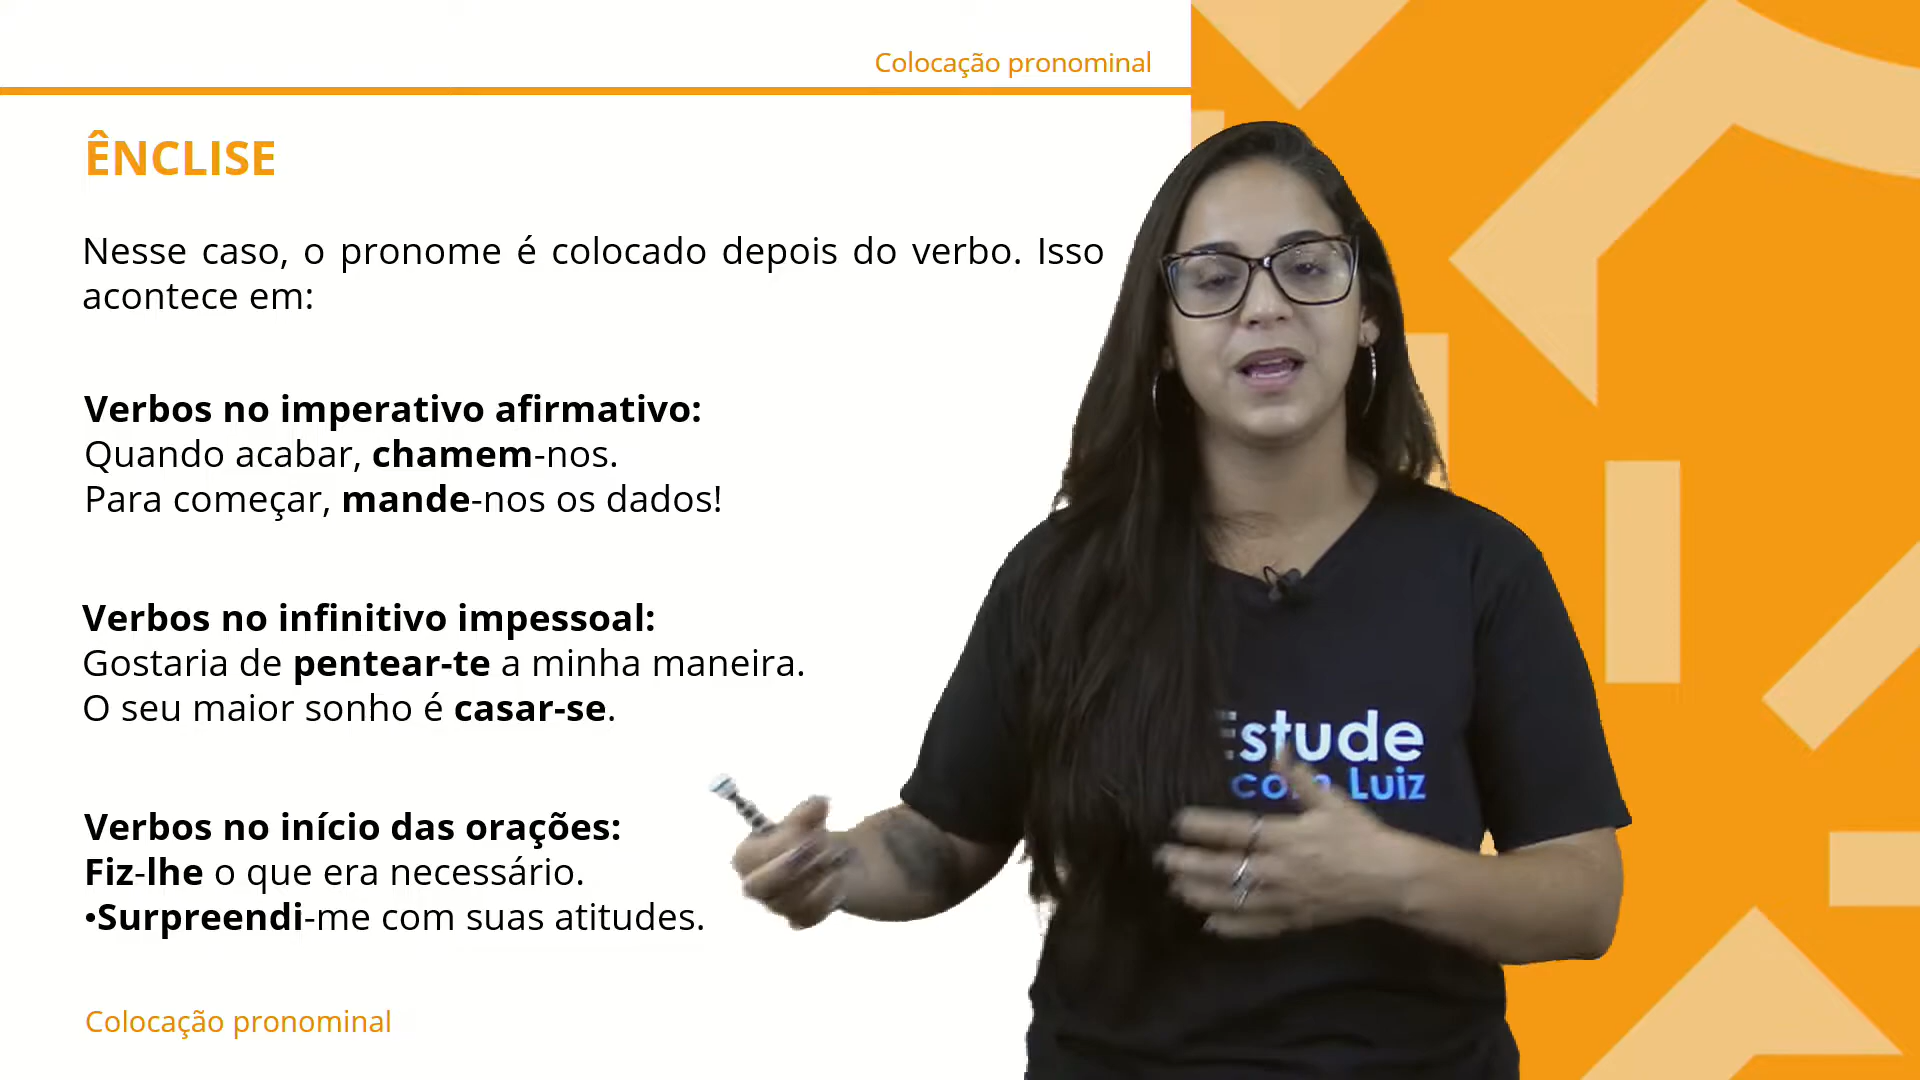 Colocação pronominal
ÊNCLISE
Nesse caso, o pronome é colocado depois do verbo. Isso
acontece em:
Verbos no imperativo afirmativo:
Quando acabar, chamem-nos.
Para começar, mande-nos os dados!
Verbos no infinitivo impessoal:
Gostaria de pentear-te a minha maneira.
O seu maior sonho é casar-se.
Verbos no início das orações:
Fiz-lhe o que era necessário.
•Surpreendi-me com suas atitudes.
Colocação pronominal
Estude
com Luiz